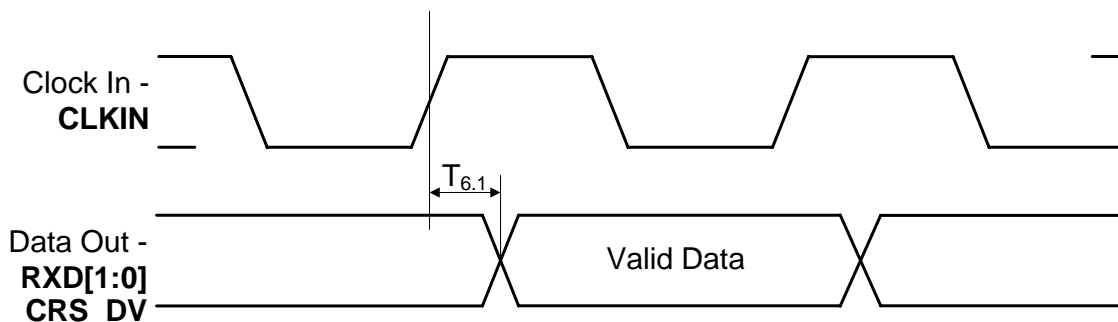 Clock In -
CLKIN
T6.1
Data Out -
RXD[1:0]
CRS_DV
Valid Data